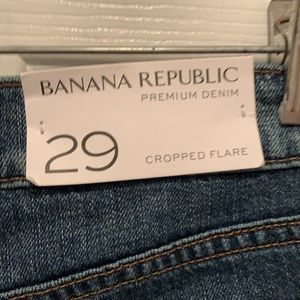 BANANA REPUBLIC
PREMIUM DENIM
29
CROPPED FLARE